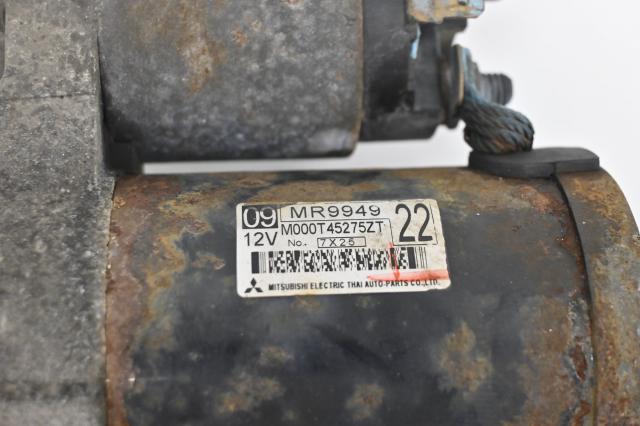 09 MR9949 22
12V M000T45275ZT
No. 7X25
MITSUBISHI ELECTRIC THAI AUTO-PARTS CO.,LTD.